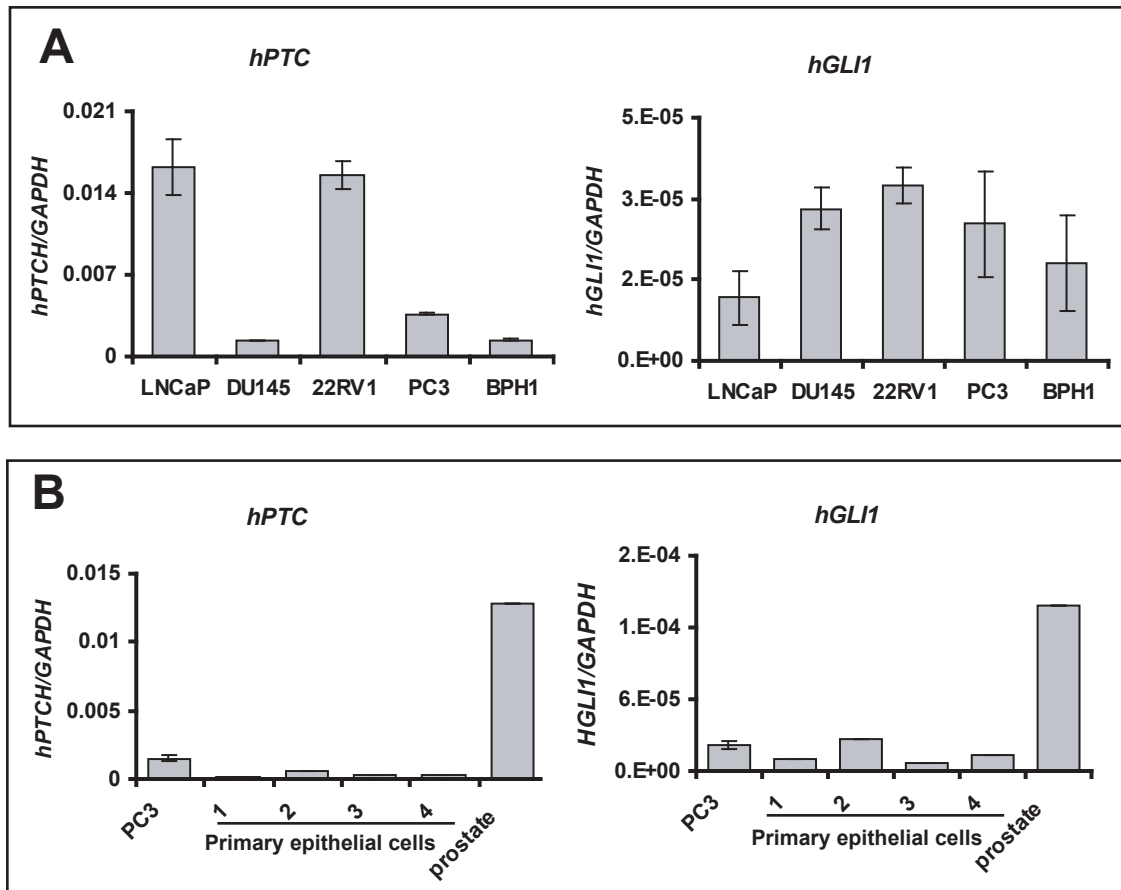 A
hPTC
hPTCH/GAPDH
0.021
0.014
0.007
0
LNCaP DU145 22RV1 PC3 BPH1
hGLI1
hGLI1/GAPDH
5.E-05
3.E-05
2.E-05
0.E+00
LNCaP DU145 22RV1 PC3 BPH1
B
hPTC
hPTCH/GAPDH
0.015
0.01
0.005
0
PC3 1 2 3 4 prostate
Primary epithelial cells
hGLI1
HGLI1/GAPDH
2.E-04
1.E-04
6.E-05
0.E+00
PC3 1 2 3 4 prostate
Primary epithelial cells